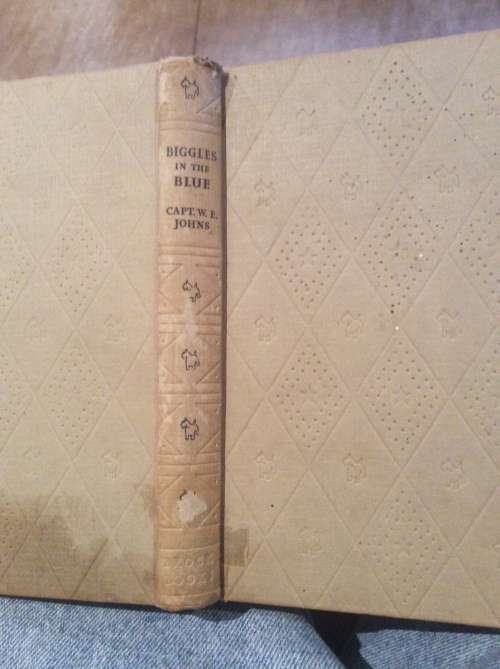 BIGGLES
IN THE
BLUE
CAPT. W. E.
JOHNS